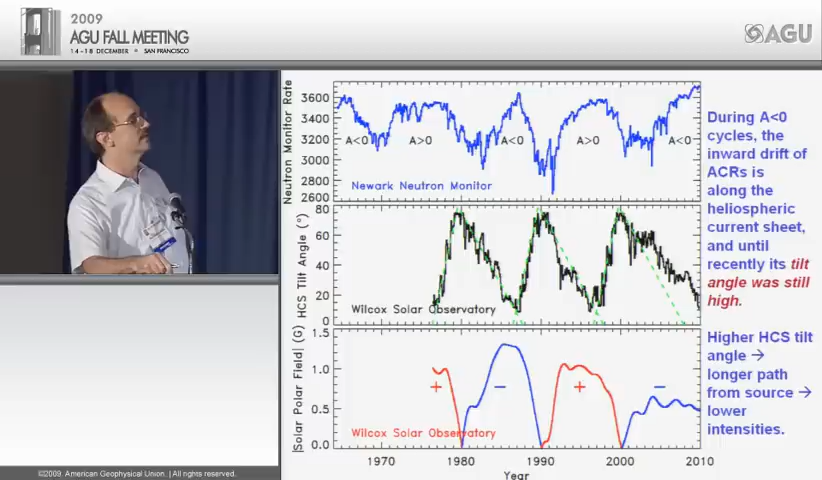 2009
AGU FALL MEETING
14-18 DECEMBER • SAN FRANCISCO
AGU
Neutron Monitor Rate
3600
3400
3200
3000
2800
2600
A<0
A>0
A<0
A>0
A<0
Newark Neutron Monitor
HCS Tilt Angle (°)
80
60
40
20
0
Wilcox Solar Observatory
|Solar Polar Field| (G)
1.5
1.0
0.5
0.0
+
−
+
−
Wilcox Solar Observatory
1970
1980
1990
2000
2010
Year
During A<0
cycles, the
inward drift of
ACRs is
along the
heliospheric
current sheet,
and until
recently its tilt
angle was still
high.
Higher HCS tilt
angle →
longer path
from source →
lower
intensities.
©2009. American Geophysical Union. | All rights reserved.